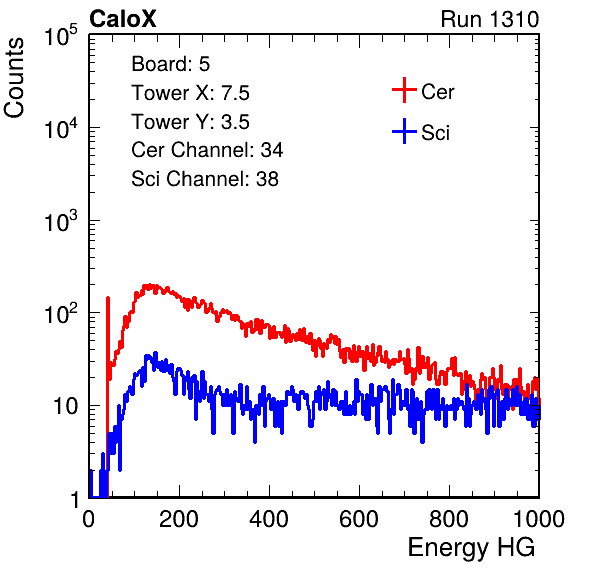 CaloX Run 1310
Counts
Board: 5
Tower X: 7.5
Tower Y: 3.5
Cer Channel: 34
Sci Channel: 38
Cer
Sci
10^5
10^4
10^3
10^2
10
1
0 200 400 600 800 1000
Energy HG